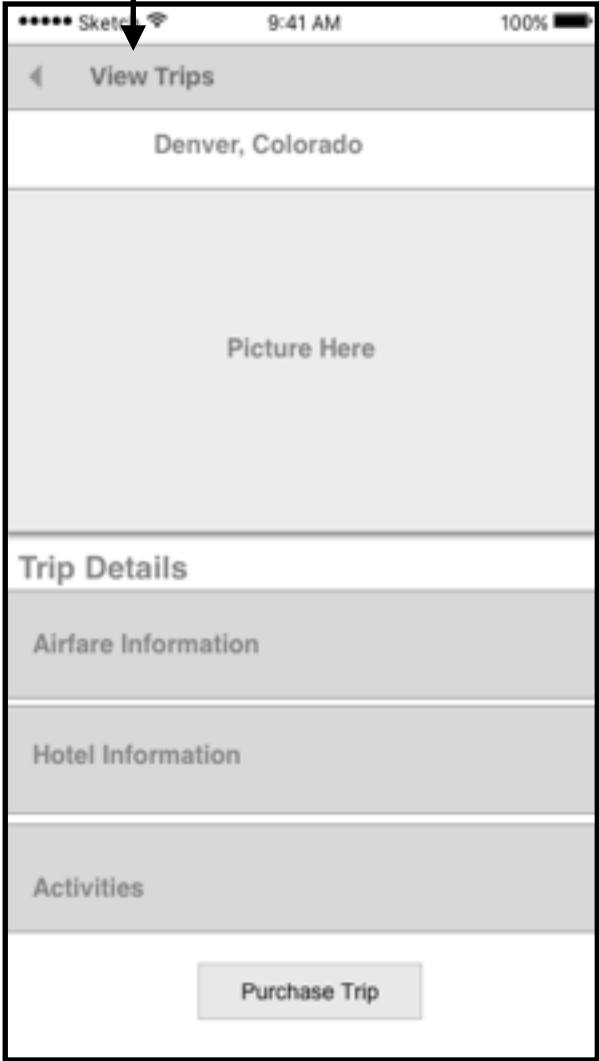 Sketch 9:41 AM 100%
View Trips
Denver, Colorado
Picture Here
Trip Details
Airfare Information
Hotel Information
Activities
Purchase Trip